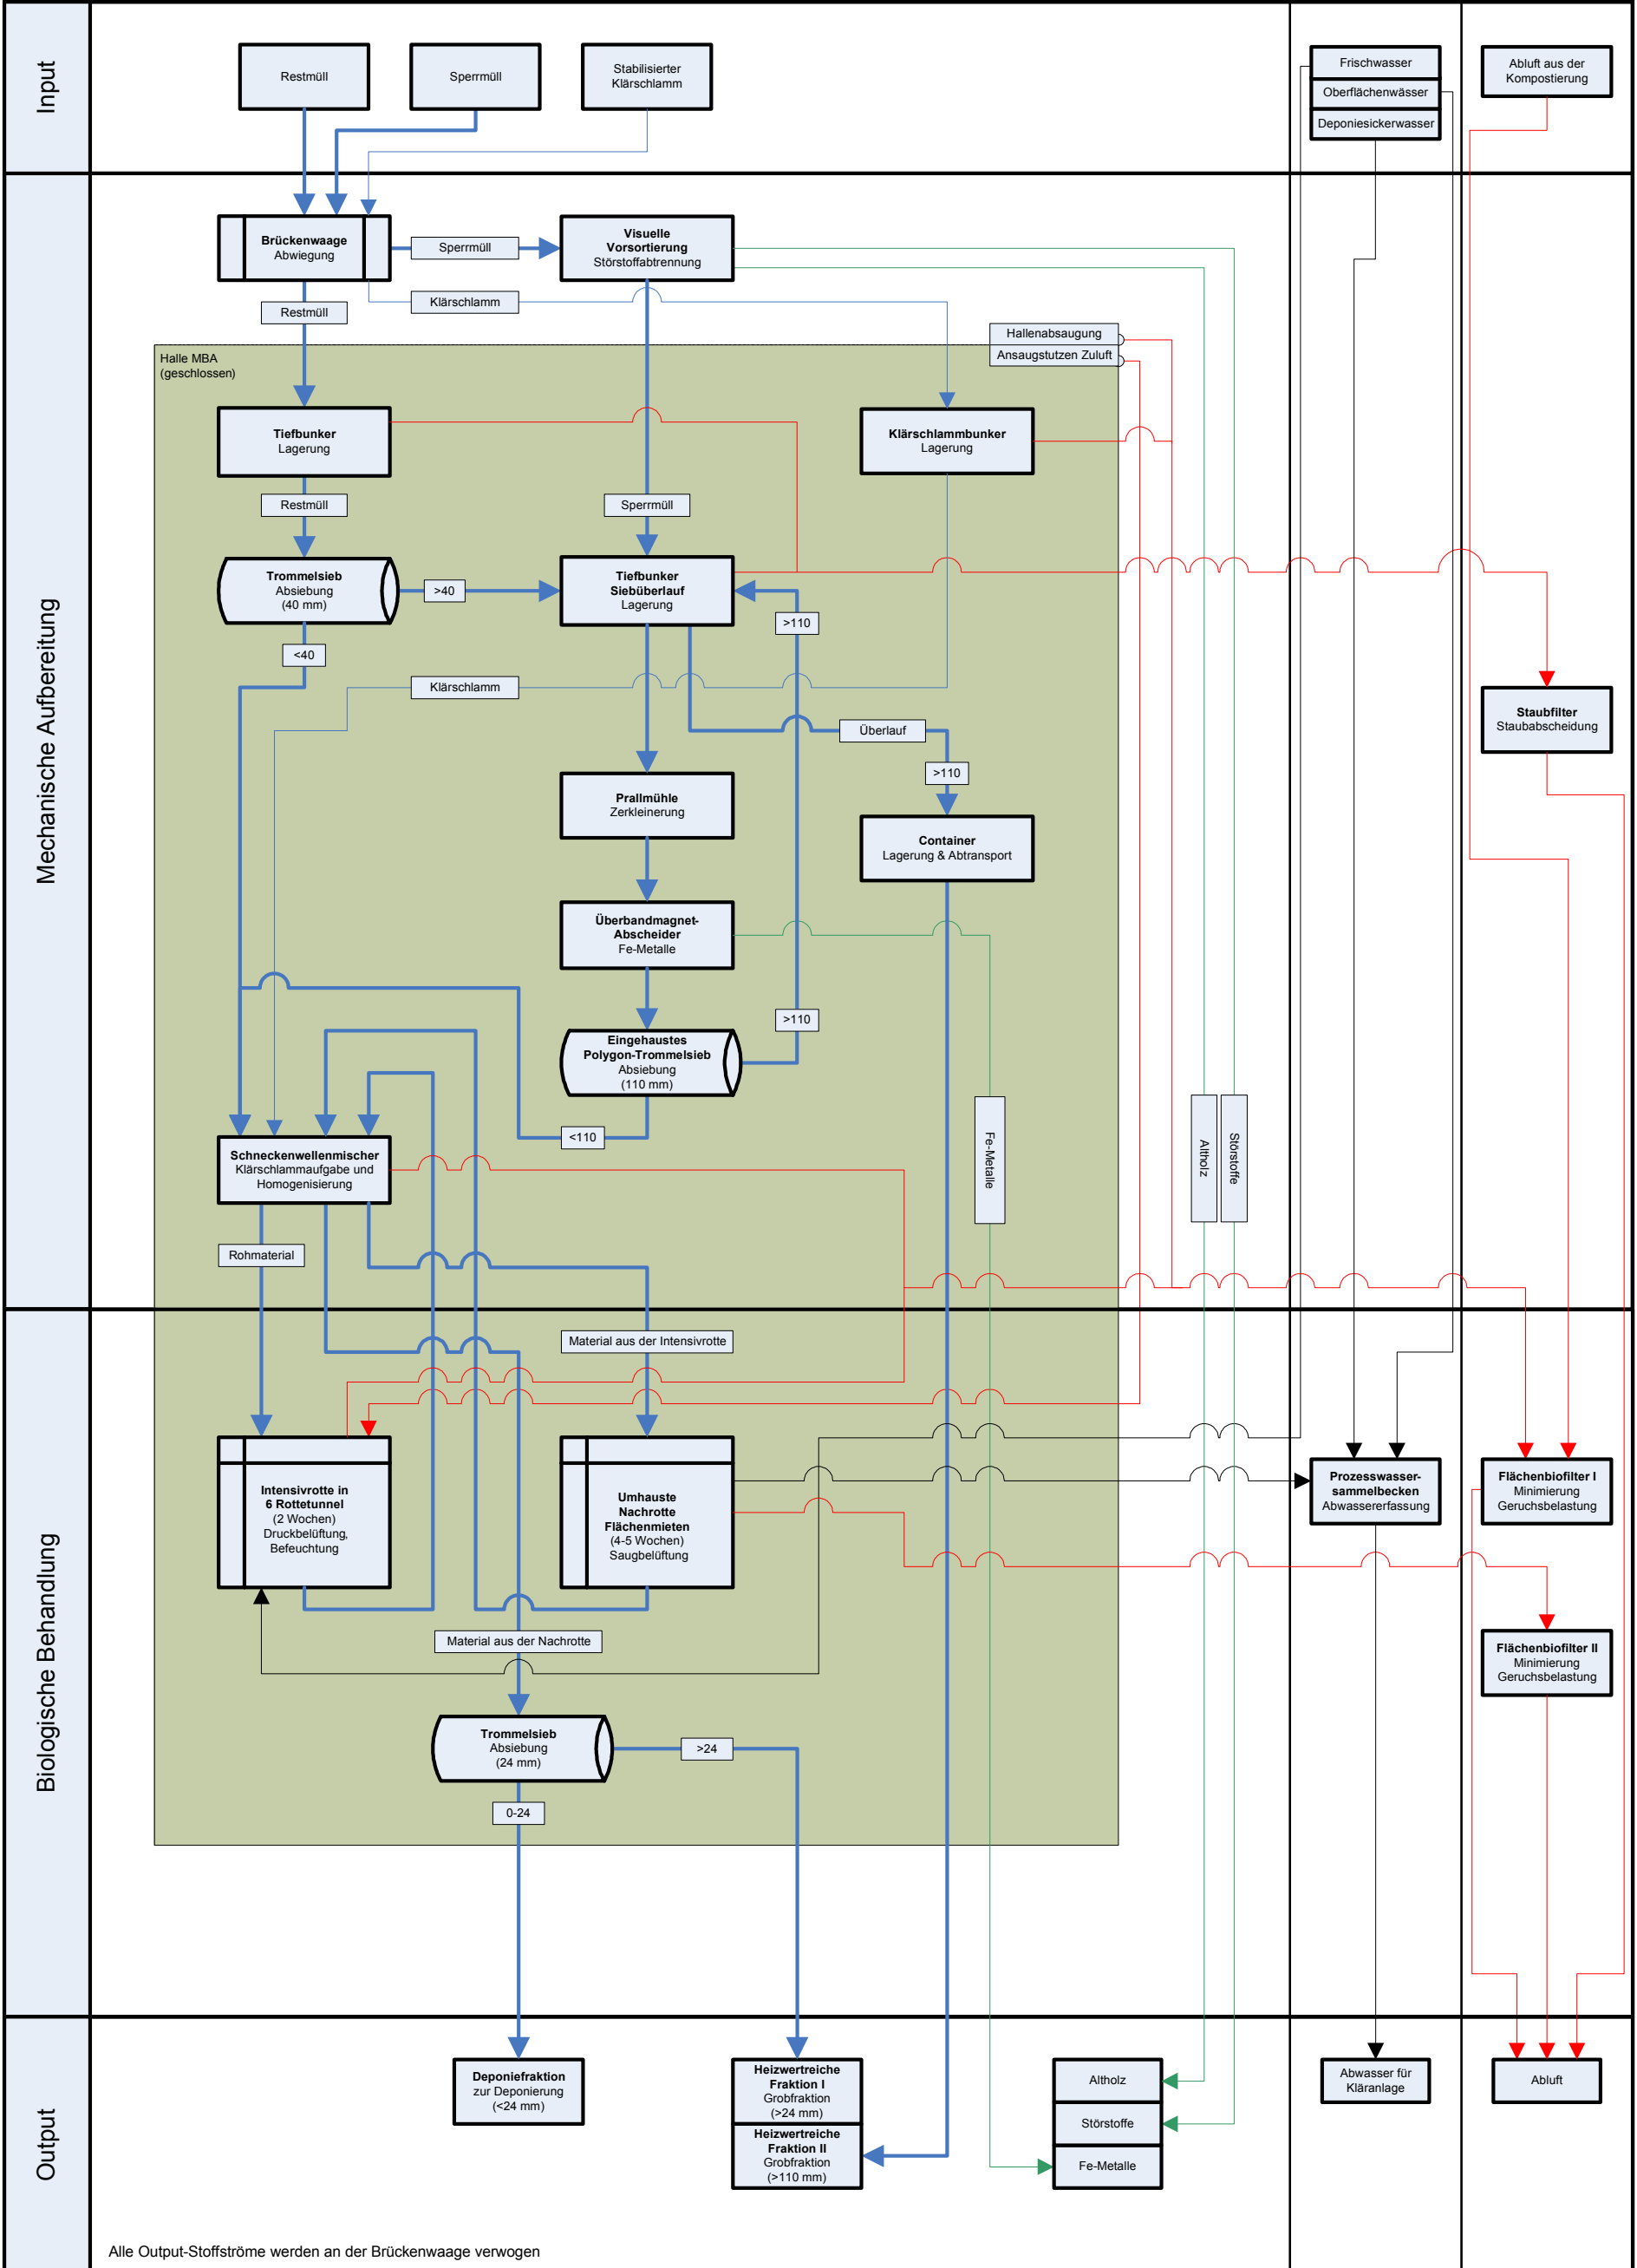 Input
Restmüll
Sperrmüll
Stabilisierter
Klärschlamm
Frischwasser
Oberflächenwässer
Deponiesickerwasser
Abluft aus der
Kompostierung
Mechanische Aufbereitung
Brückenwaage
Abwiegung
Sperrmüll
Visuelle
Vorsortierung
Störstoffabtrennung
Klärschlamm
Restmüll
Hallenabsaugung
Ansaugstutzen Zuluft
Halle MBA
(geschlossen)
Tiefbunker
Lagerung
Klärschlammbunker
Lagerung
Restmüll
Sperrmüll
Trommelsieb
Absiebung
(40 mm)
>40
Tiefbunker
Siebüberlauf
Lagerung
>110
<40
Klärschlamm
Überlauf
>110
Staubfilter
Staubabscheidung
Prallmühle
Zerkleinerung
Container
Lagerung & Abtransport
Überbandmagnet-
Abscheider
Fe-Metalle
>110
Eingehaustes
Polygon-Trommelsieb
Absiebung
(110 mm)
<110
Fe-Metalle
Altholz
Störstoffe
Schneckenwellenmischer
Klärschlammaufgabe und
Homogenisierung
Rohmaterial
Biologische Behandlung
Material aus der Intensivrotte
Intensivrotte in
6 Rottetunnel
(2 Wochen)
Druckbelüftung,
Befeuchtung
Umhauste
Nachrotte
Flächenmieten
(4-5 Wochen)
Saugbelüftung
Prozesswasser-
sammelbecken
Abwassererfassung
Flächenbiofilter I
Minimierung
Geruchsbelastung
Material aus der Nachrotte
Flächenbiofilter II
Minimierung
Geruchsbelastung
Trommelsieb
Absiebung
(24 mm)
>24
0-24
Output
Deponiefraktion
zur Deponierung
(<24 mm)
Heizwertreiche
Fraktion I
Grobfraktion
(>24 mm)
Heizwertreiche
Fraktion II
Grobfraktion
(>110 mm)
Altholz
Störstoffe
Fe-Metalle
Abwasser für
Kläranlage
Abluft
Alle Output-Stoffströme werden an der Brückenwaage verwogen